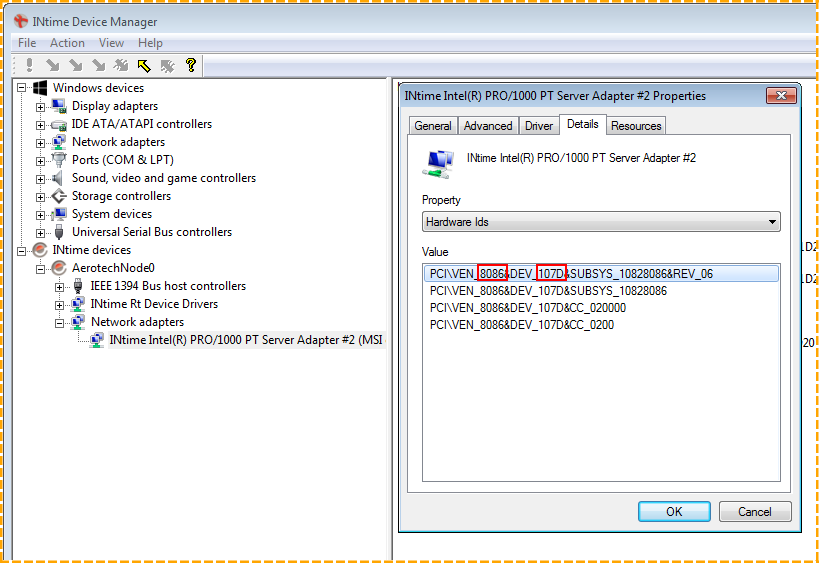 INtime Device Manager
File Action View Help
Windows devices
Display adapters
IDE ATA/ATAPI controllers
Network adapters
Ports (COM & LPT)
Sound, video and game controllers
Storage controllers
System devices
Universal Serial Bus controllers
INtime devices
AerotechNode0
IEEE 1394 Bus host controllers
INtime Rt Device Drivers
Network adapters
INtime Intel(R) PRO/1000 PT Server Adapter #2 (MSI
INtime Intel(R) PRO/1000 PT Server Adapter #2 Properties
General Advanced Driver Details Resources
INtime Intel(R) PRO/1000 PT Server Adapter #2
Property
Hardware Ids
Value
PCI\VEN_8086&DEV_107D&SUBSYS_10828086&REV_06
PCI\VEN_8086&DEV_107D&SUBSYS_10828086
PCI\VEN_8086&DEV_107D&CC_020000
PCI\VEN_8086&DEV_107D&CC_0200
OK Cancel